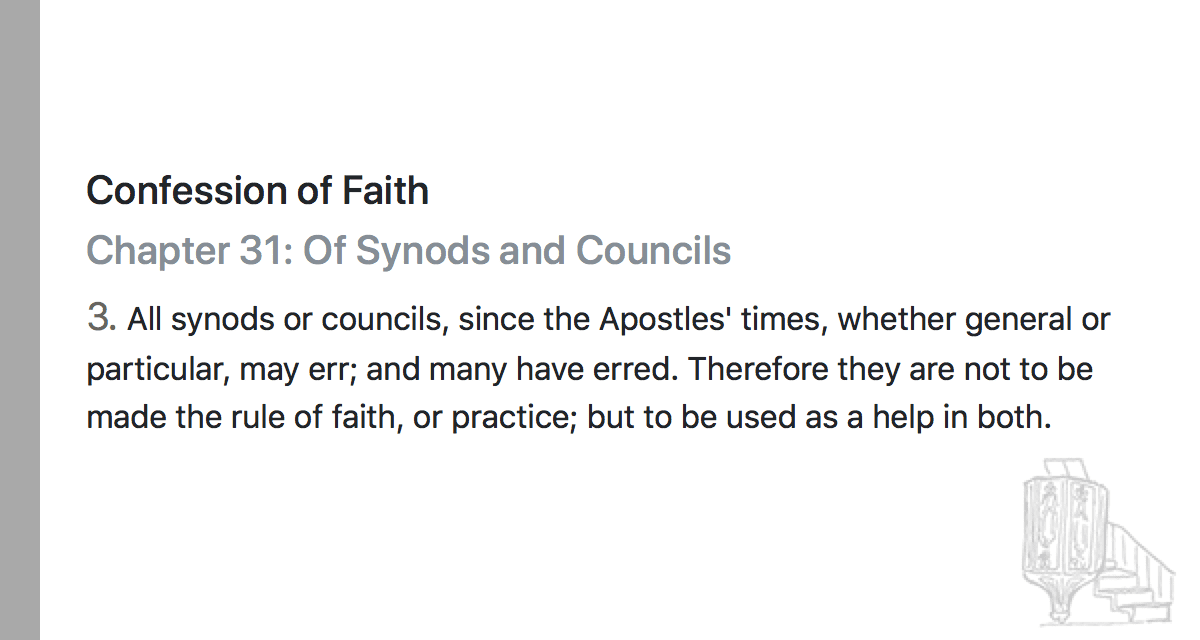 Confession of Faith
Chapter 31: Of Synods and Councils
3. All synods or councils, since the Apostles' times, whether general or
particular, may err; and many have erred. Therefore they are not to be
made the rule of faith, or practice; but to be used as a help in both.